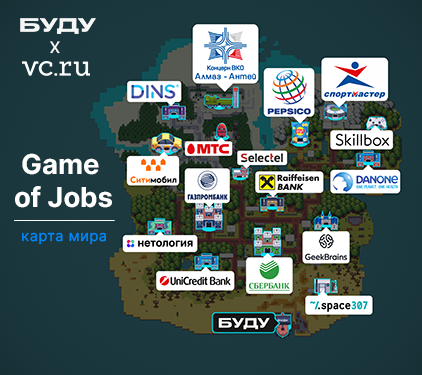 БУДУ
x
vc.ru
Game
of Jobs
карта мира
DINS
Концерн ВКО
Алмаз - Антей
PEPSICO
СПОРТМАСТЕР
МТС
Selectel
Skillbox
Ситимобил
ГАЗПРОМБАНК
Raiffeisen
BANK
DANONE
ONE PLANET. ONE HEALTH
нетология
GeekBrains
UniCredit Bank
СБЕРБАНК
~/.space307
БУДУ